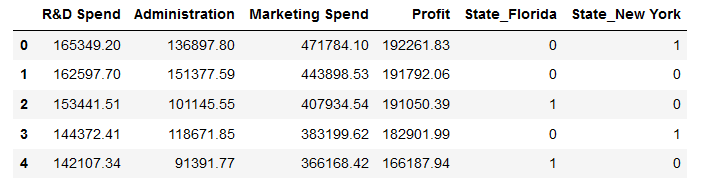 R&D Spend Administration Marketing Spend Profit State_Florida State_New York
0 165349.20 136897.80 471784.10 192261.83 0 1
1 162597.70 151377.59 443898.53 191792.06 0 0
2 153441.51 101145.55 407934.54 191050.39 1 0
3 144372.41 118671.85 383199.62 182901.99 0 1
4 142107.34 91391.77 366168.42 166187.94 1 0